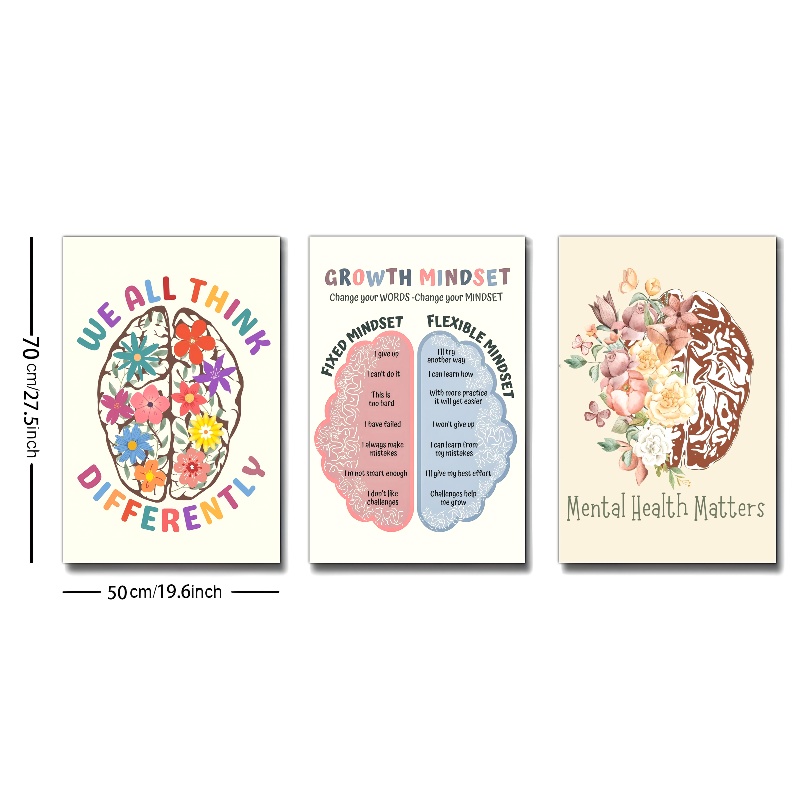 70cm/27.5inch
50cm/19.6inch
WE ALL THINK
DIFFERENTLY
GROWTH MINDSET
Change your WORDS -Change your MINDSET
FIXED MINDSET
I give up
I can't do it
This is
too hard
I have failed
I always make
mistakes
I'm not smart enough
I don't like
challenges
FLEXIBLE MINDSET
I'll try
another way
I can learn how
With more practice
it will yet easier
I won't give up
I can learn from
my mistakes
I'll give my best effort
Challenges help
me grow
Mental Health Matters